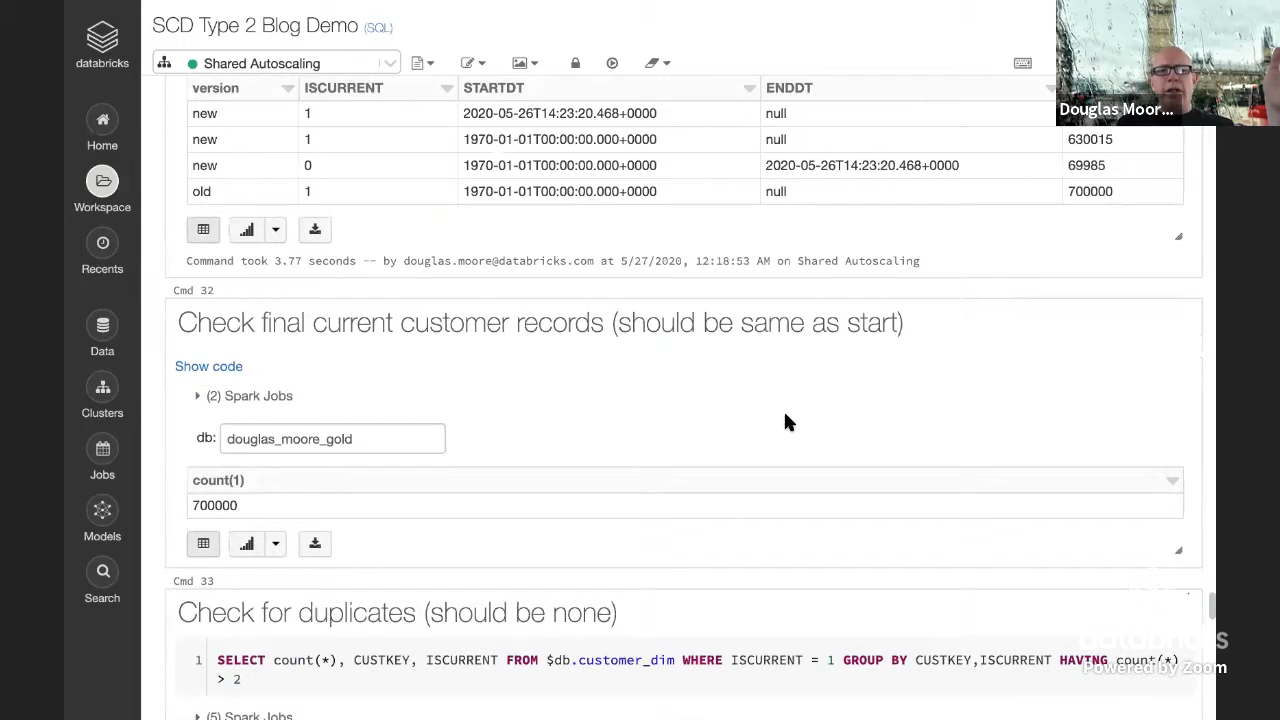 SCD Type 2 Blog Demo (SQL)
databricks
Shared Autoscaling
Douglas Moor...
version ISCURRENT STARTDT ENDDT
new 1 2020-05-26T14:23:20.468+0000 null
new 1 1970-01-01T00:00:00.000+0000 null 630015
new 0 1970-01-01T00:00:00.000+0000 2020-05-26T14:23:20.468+0000 69985
old 1 1970-01-01T00:00:00.000+0000 null 700000
Home
Workspace
Recents
Data
Clusters
Jobs
Models
Search
Command took 3.77 seconds -- by douglas.moore@databricks.com at 5/27/2020, 12:18:53 AM on Shared Autoscaling
Cmd 32
Check final current customer records (should be same as start)
Show code
(2) Spark Jobs
db: douglas_moore_gold
count(1)
700000
Cmd 33
Check for duplicates (should be none)
1 SELECT count(*), CUSTKEY, ISCURRENT FROM $db.customer_dim WHERE ISCURRENT = 1 GROUP BY CUSTKEY,ISCURRENT HAVING count(*)
> 2
(5) Spark Jobs
databricks
Powered by Zoom